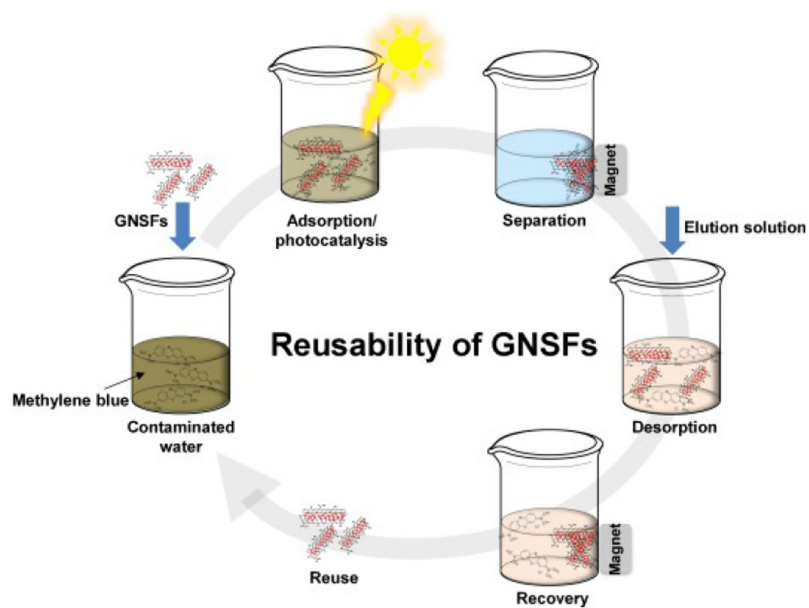 GNSFs
Adsorption/
photocatalysis
Magnet
Separation
Elution solution
Reusability of GNSFs
Methylene blue
Contaminated
water
Desorption
Magnet
Reuse
Recovery